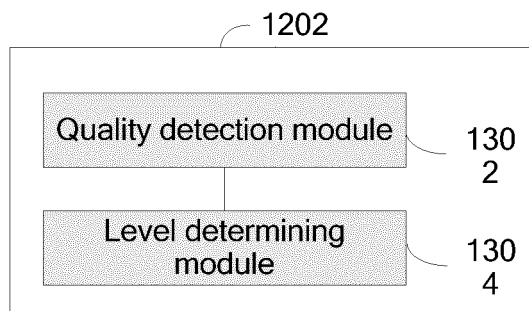 1202
Quality detection module
130
2
Level determining
module
130
4